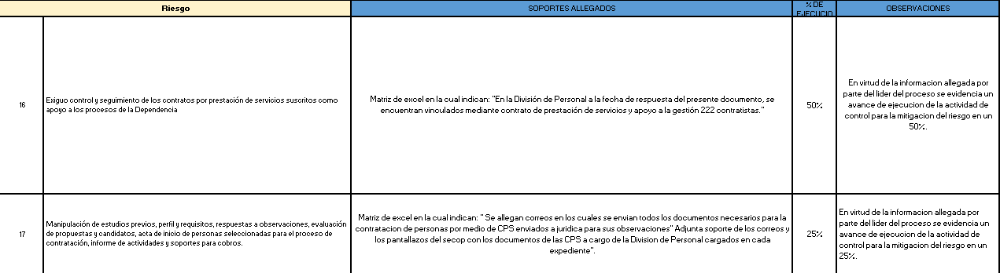 Riesgo
SOPORTES ALLEGADOS
% DE
EJECUCIO
OBSERVACIONES
16
Exiguo control y seguimiento de los contratos por prestación de servicios suscritos como
apoyo a los procesos de la Dependencia
Matriz de excel en la cual indican: "En la División de Personal a la fecha de respuesta del presente documento, se
encuentran vinculados mediante contrato de prestación de servicios y apoyo a la gestión 222 contratistas."
50%
En virtud de la informacion allegada por
parte del lider del proceso se evidencia un
avance de ejecucion de la actividad de
control para la mitigacion del riesgo en un
50%.
17
Manipulación de estudios previos, perfil y requisitos, respuestas a observaciones, evaluación
de propuestas y candidatos, acta de inicio de personas seleccionadas para el proceso de
contratación, informe de actividades y soportes para cobros.
Matriz de excel en la cual indican: " Se allegan correos en los cuales se envian todos los documentos necesarios para la
contratacion de personas por medio de CPS enviados a juridica para sus observaciones" Adjunta soporte de los correos y
los pantallazos del secop con los documentos de las CPS a cargo de la Division de Personal cargados en cada
expediente".
25%
En virtud de la informacion allegada por
parte del lider del proceso se evidencia un
avance de ejecucion de la actividad de
control para la mitigacion del riesgo en un
25%.